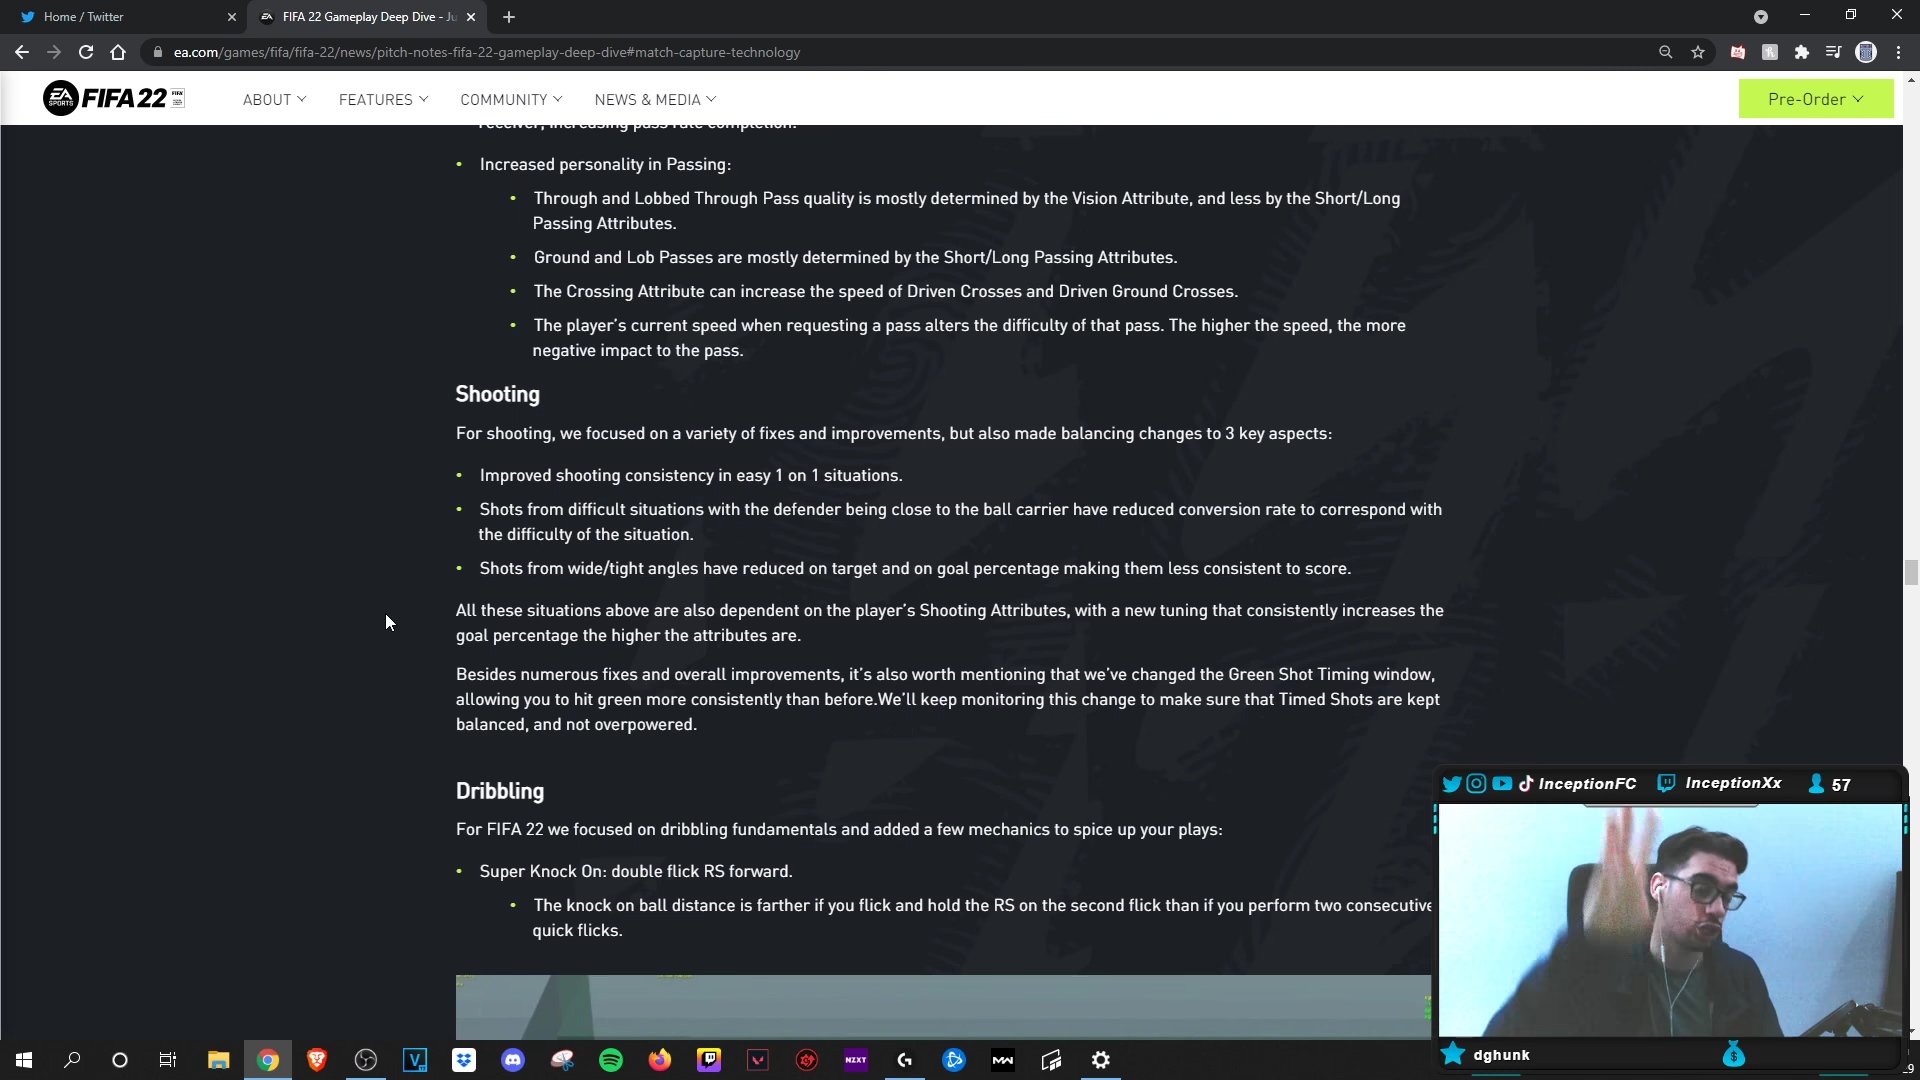 Home / Twitter
FIFA 22 Gameplay Deep Dive - Ju
ea.com/games/fifa/fifa-22/news/pitch-notes-fifa-22-gameplay-deep-dive#match-capture-technology
EA SPORTS FIFA 22
ABOUT
FEATURES
COMMUNITY
NEWS & MEDIA
Pre-Order
receiver, increasing pass rate completion.
• Increased personality in Passing:
• Through and Lobbed Through Pass quality is mostly determined by the Vision Attribute, and less by the Short/Long
Passing Attributes.
• Ground and Lob Passes are mostly determined by the Short/Long Passing Attributes.
• The Crossing Attribute can increase the speed of Driven Crosses and Driven Ground Crosses.
• The player's current speed when requesting a pass alters the difficulty of that pass. The higher the speed, the more
negative impact to the pass.
Shooting
For shooting, we focused on a variety of fixes and improvements, but also made balancing changes to 3 key aspects:
• Improved shooting consistency in easy 1 on 1 situations.
• Shots from difficult situations with the defender being close to the ball carrier have reduced conversion rate to correspond with
the difficulty of the situation.
• Shots from wide/tight angles have reduced on target and on goal percentage making them less consistent to score.
All these situations above are also dependent on the player's Shooting Attributes, with a new tuning that consistently increases the
goal percentage the higher the attributes are.
Besides numerous fixes and overall improvements, it's also worth mentioning that we've changed the Green Shot Timing window,
allowing you to hit green more consistently than before.We'll keep monitoring this change to make sure that Timed Shots are kept
balanced, and not overpowered.
Dribbling
For FIFA 22 we focused on dribbling fundamentals and added a few mechanics to spice up your plays:
• Super Knock On: double flick RS forward.
• The knock on ball distance is farther if you flick and hold the RS on the second flick than if you perform two consecutive
quick flicks.
InceptionFC
InceptionXx
57
dghunk
NZXT
MW